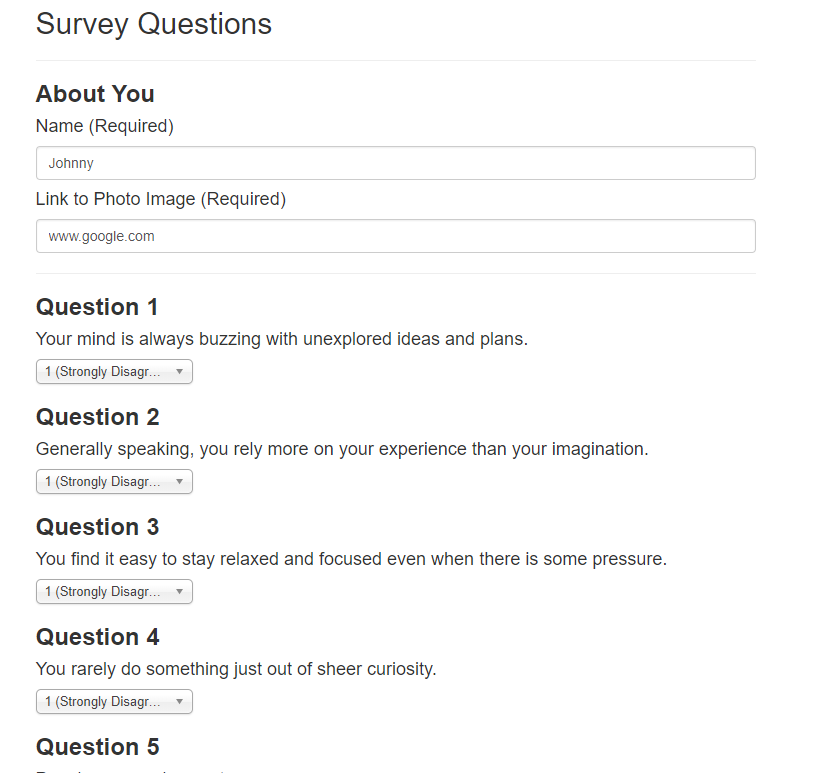 Survey Questions
About You
Name (Required)
Johnny
Link to Photo Image (Required)
www.google.com
Question 1
Your mind is always buzzing with unexplored ideas and plans.
1 (Strongly Disagr...
Question 2
Generally speaking, you rely more on your experience than your imagination.
1 (Strongly Disagr...
Question 3
You find it easy to stay relaxed and focused even when there is some pressure.
1 (Strongly Disagr...
Question 4
You rarely do something just out of sheer curiosity.
1 (Strongly Disagr...
Question 5